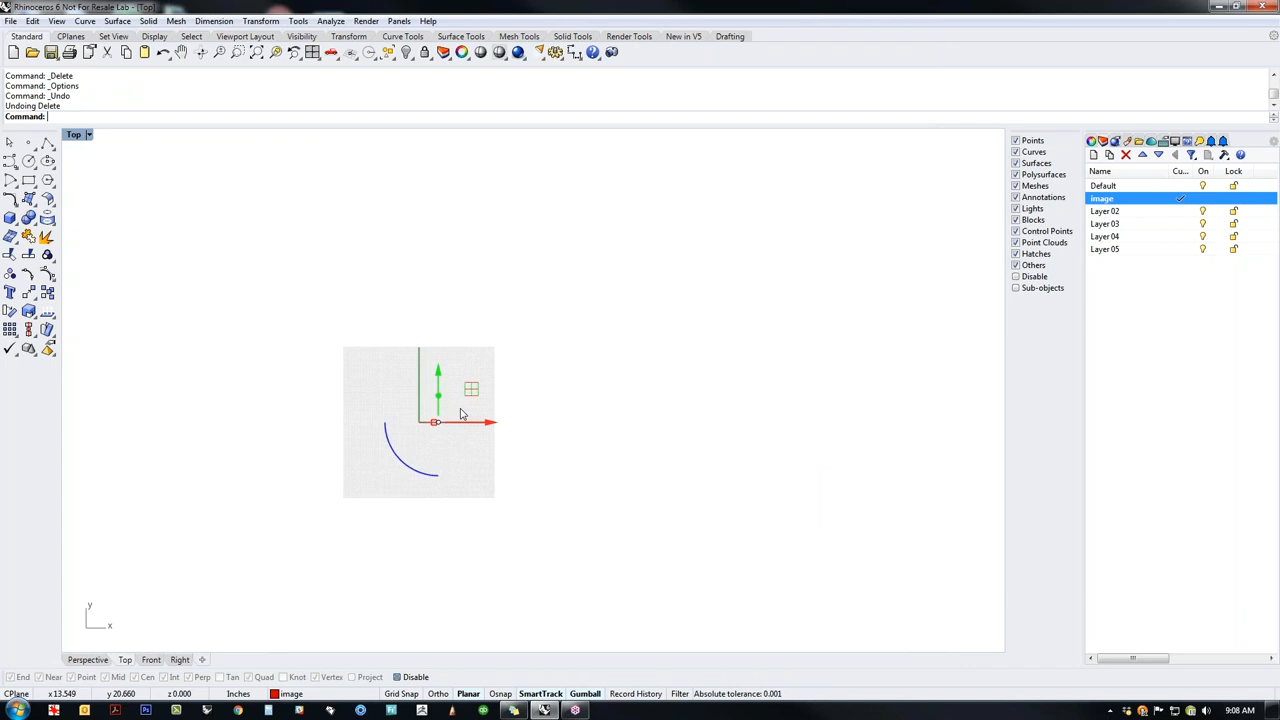 Rhinoceros 6 Not For Resale Lab - [Top]
File Edit View Curve Surface Solid Mesh Dimension Transform Tools Analyze Render Panels Help
Standard CPlanes Set View Display Select Viewport Layout Visibility Transform Curve Tools Surface Tools Solid Tools Mesh Tools Render Tools New in V5 Drafting
Command: _Delete
Command: _Options
Command: _Undo
Undoing Delete
Command:
Top
Points
Curves
Surfaces
Polysurfaces
Meshes
Annotations
Lights
Blocks
Control Points
Point Clouds
Hatches
Others
Disable
Sub-objects
Name Cu... On Lock
Default
image
Layer 02
Layer 03
Layer 04
Layer 05
y
x
Perspective Top Front Right
End Near Point Mid Cen Int Perp Tan Quad Knot Vertex Project Disable
CPlane x 13.549 y 20.660 z 0.000 Inches image Grid Snap Ortho Planar Osnap SmartTrack Gumball Record History Filter Absolute tolerance: 0.001
9:08 AM